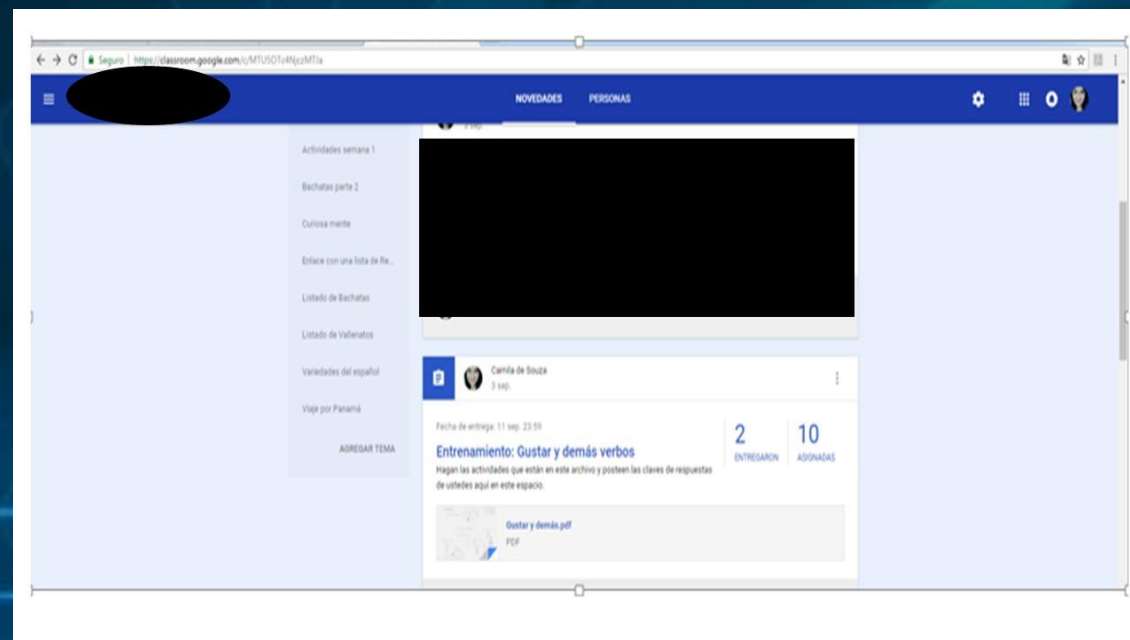 Seguro | https://classroom.google.com/c/
NOVEDADES PERSONAS
3 sep.
Actividades semana 1
Bachatas parte 2
Curiosa mente
Enlace con una lista de Re...
Listado de Bachatas
Listado de Vallenatos
Variedades del español
Viaje por Panamá
AGREGAR TEMA
Camila de Souza
3 sep.
Fecha de entrega: 11 sep. 23:59
Entrenamiento: Gustar y demás verbos
Hagan las actividades que están en este archivo y posteen las claves de respuestas
de ustedes aquí en este espacio.
2 10
ENTREGARON ASIGNADAS
Gustar y demás.pdf
PDF